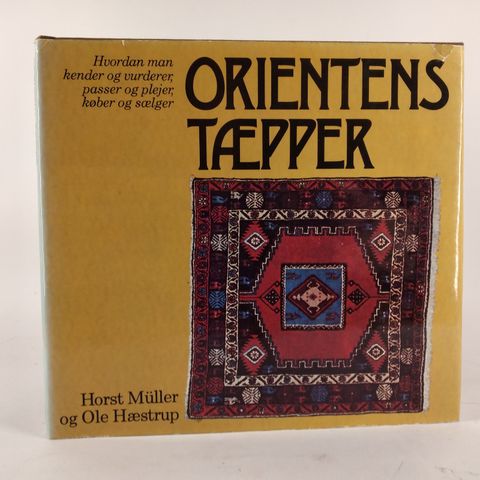 Hvordan man
kender og vurderer,
passer og plejer,
køber og sælger
ORIENTENS
TÆPPER
Horst Müller
og Ole Hæstrup